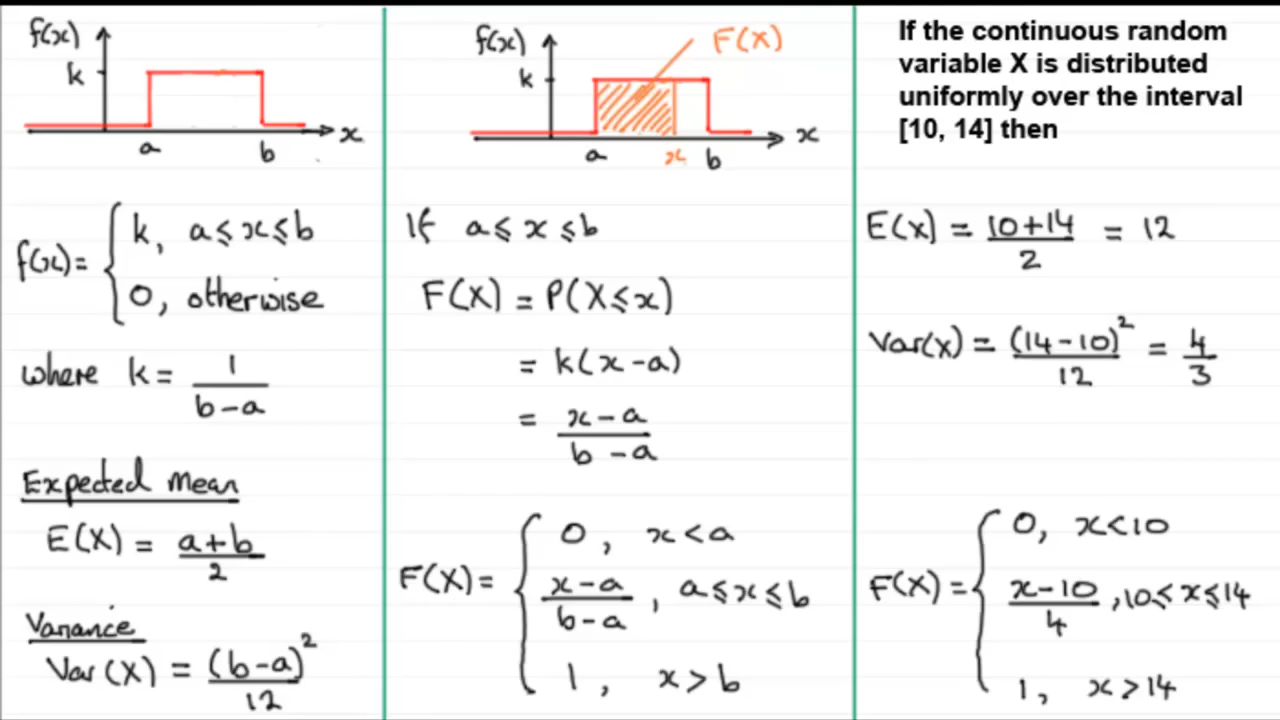 f(x)
k
a
b
x
f(x) = { k, a ≤ x ≤ b
0, otherwise
where k = 1/(b-a)
Expected Mean
E(X) = (a+b)/2
Variance
Var(X) = (b-a)²/12
f(x)
F(X)
k
a
x
b
x
If a ≤ x ≤ b
F(X) = P(X ≤ x)
= k(x-a)
= (x-a)/(b-a)
F(X) = { 0, x < a
(x-a)/(b-a), a ≤ x ≤ b
1, x > b
If the continuous random
variable X is distributed
uniformly over the interval
[10, 14] then
E(X) = (10+14)/2 = 12
Var(X) = (14-10)²/12 = 4/3
F(X) = { 0, x < 10
(x-10)/4, 10 ≤ x ≤ 14
1, x > 14